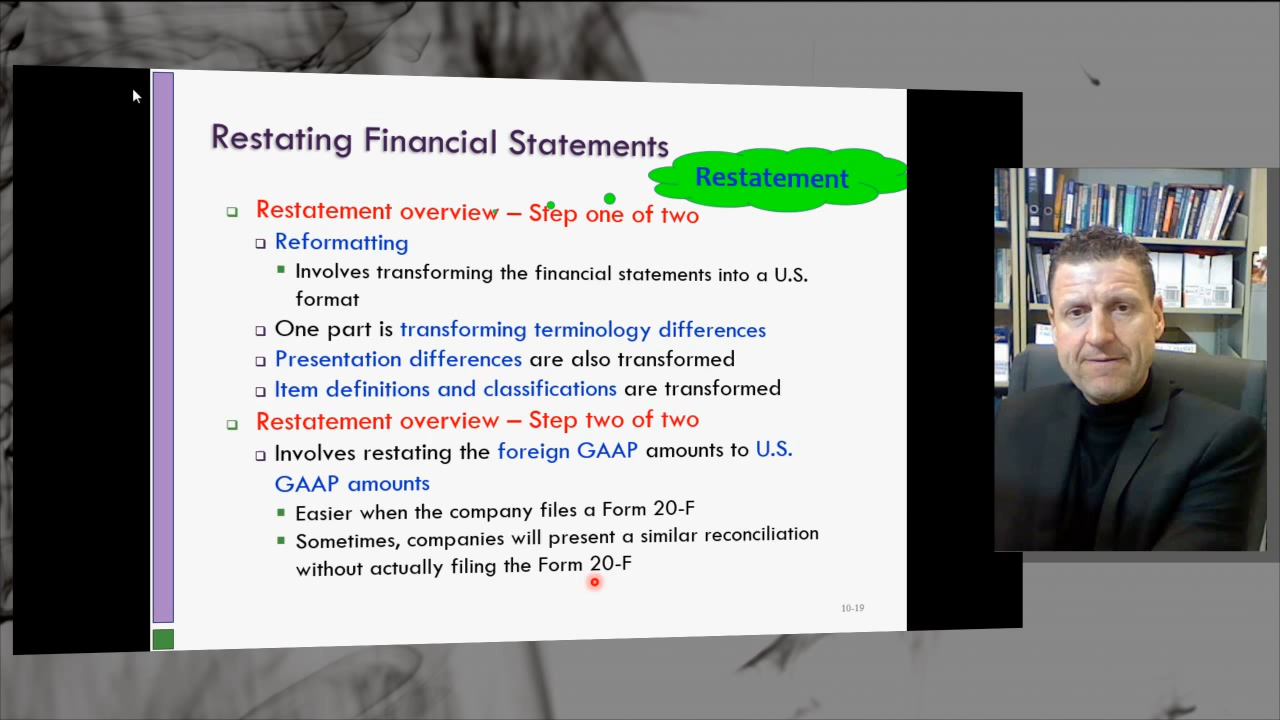 Restating Financial Statements
Restatement
Restatement overview – Step one of two
Reformatting
Involves transforming the financial statements into a U.S.
format
One part is transforming terminology differences
Presentation differences are also transformed
Item definitions and classifications are transformed
Restatement overview – Step two of two
Involves restating the foreign GAAP amounts to U.S.
GAAP amounts
Easier when the company files a Form 20-F
Sometimes, companies will present a similar reconciliation
without actually filing the Form 20-F
10-19